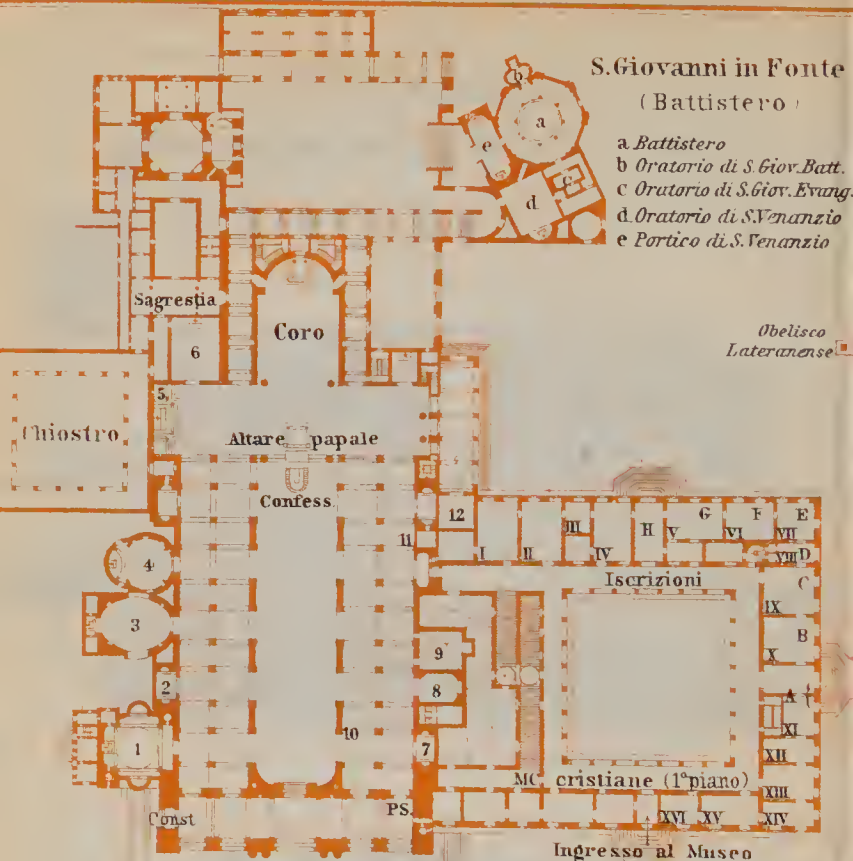 S.Giovanni in Fonte
(Battistero)
a Battistero
b Oratorio di S.Giov.Batt.
c Oratorio di S.Giov.Evang.
d Oratorio di S.Venanzio
e Portico di S.Venanzio
b
a
e
c
d
Sagrestia
6
Coro
Obelisco
Lateranense
5
Chiostro
Altare papale
Confess.
12
11
I
II
III
IV
H
V
G
VI
F
VII
E
VIII
D
4
Iscrizioni
C
IX
3
9
B
X
2
8
A
XI
1
10
7
XII
MC. cristiane (1º piano)
XIII
Const
PS.
XVI
XV
XIV
Ingresso al Museo